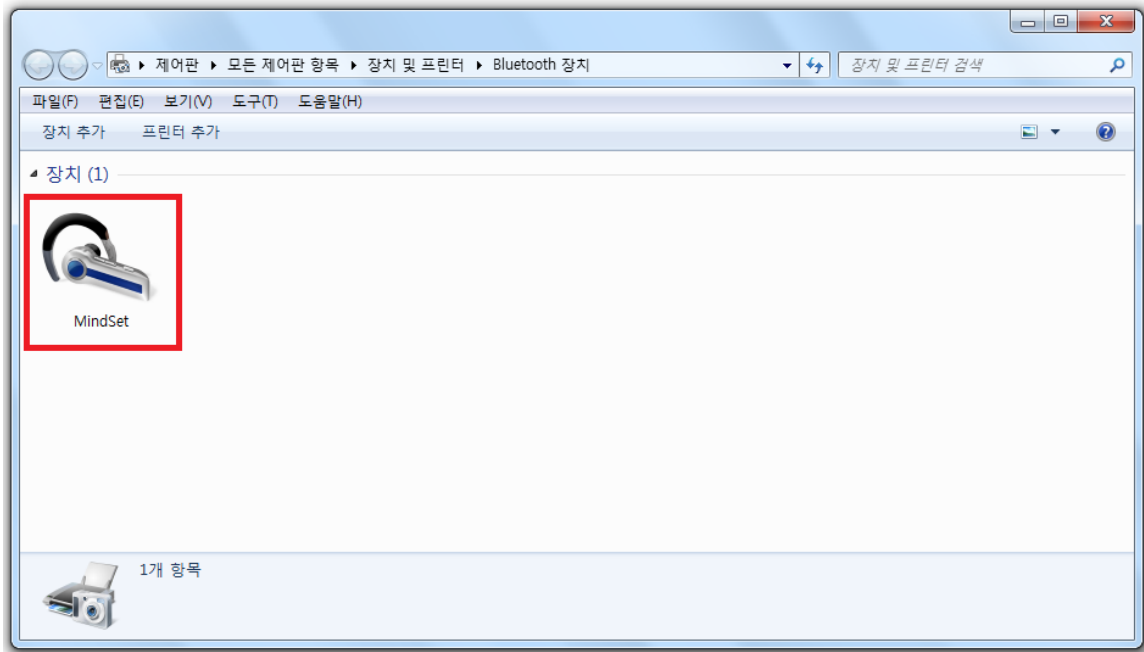 제어판 ▸ 모든 제어판 항목 ▸ 장치 및 프린터 ▸ Bluetooth 장치 장치 및 프린터 검색
파일(F) 편집(E) 보기(V) 도구(T) 도움말(H)
장치 추가 프린터 추가
장치 (1)
MindSet
1개 항목